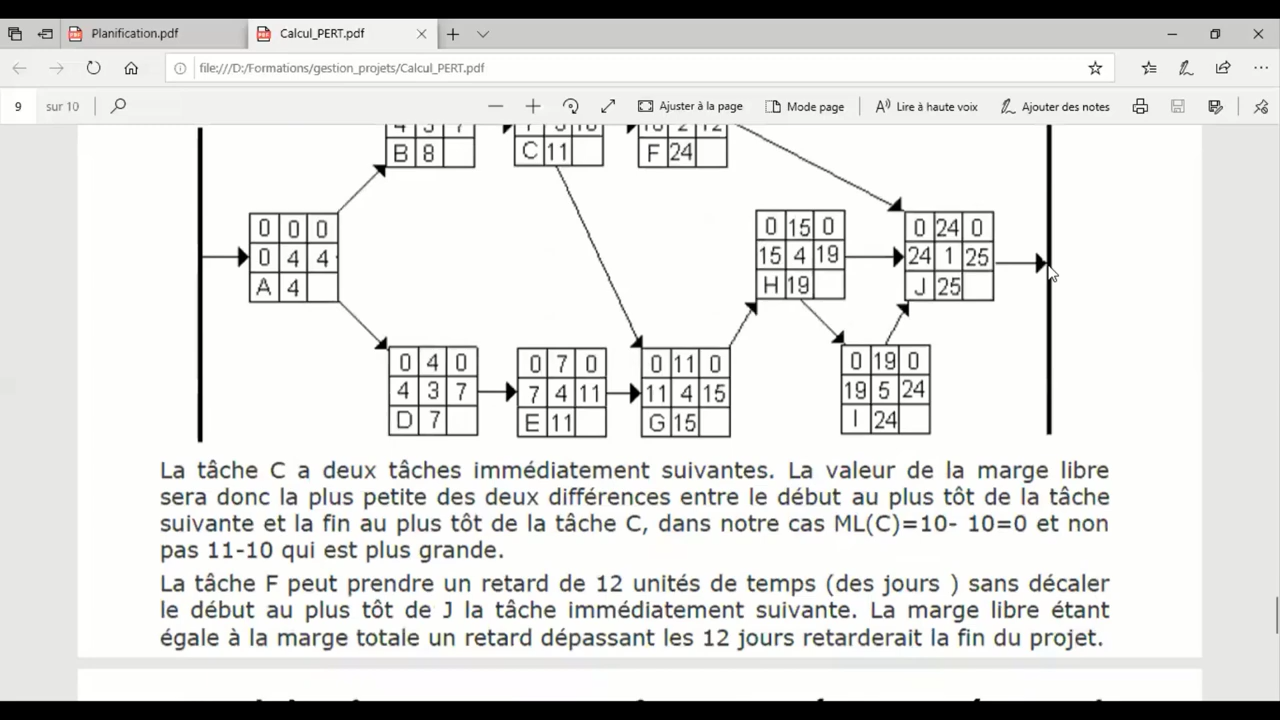 Planification.pdf
Calcul_PERT.pdf
file:///D:/Formations/gestion_projets/Calcul_PERT.pdf
9 sur 10
Ajuster à la page
Mode page
Lire à haute voix
Ajouter des notes
4 3 7
B 8
7 3 10
C 11
10 2 12
F 24
0 0 0
0 4 4
A 4
0 15 0
15 4 19
H 19
0 24 0
24 1 25
J 25
0 4 0
4 3 7
D 7
0 7 0
7 4 11
E 11
0 11 0
11 4 15
G 15
0 19 0
19 5 24
I 24
La tâche C a deux tâches immédiatement suivantes. La valeur de la marge libre
sera donc la plus petite des deux différences entre le début au plus tôt de la tâche
suivante et la fin au plus tôt de la tâche C, dans notre cas ML(C)=10- 10=0 et non
pas 11-10 qui est plus grande.
La tâche F peut prendre un retard de 12 unités de temps (des jours ) sans décaler
le début au plus tôt de J la tâche immédiatement suivante. La marge libre étant
égale à la marge totale un retard dépassant les 12 jours retarderait la fin du projet.